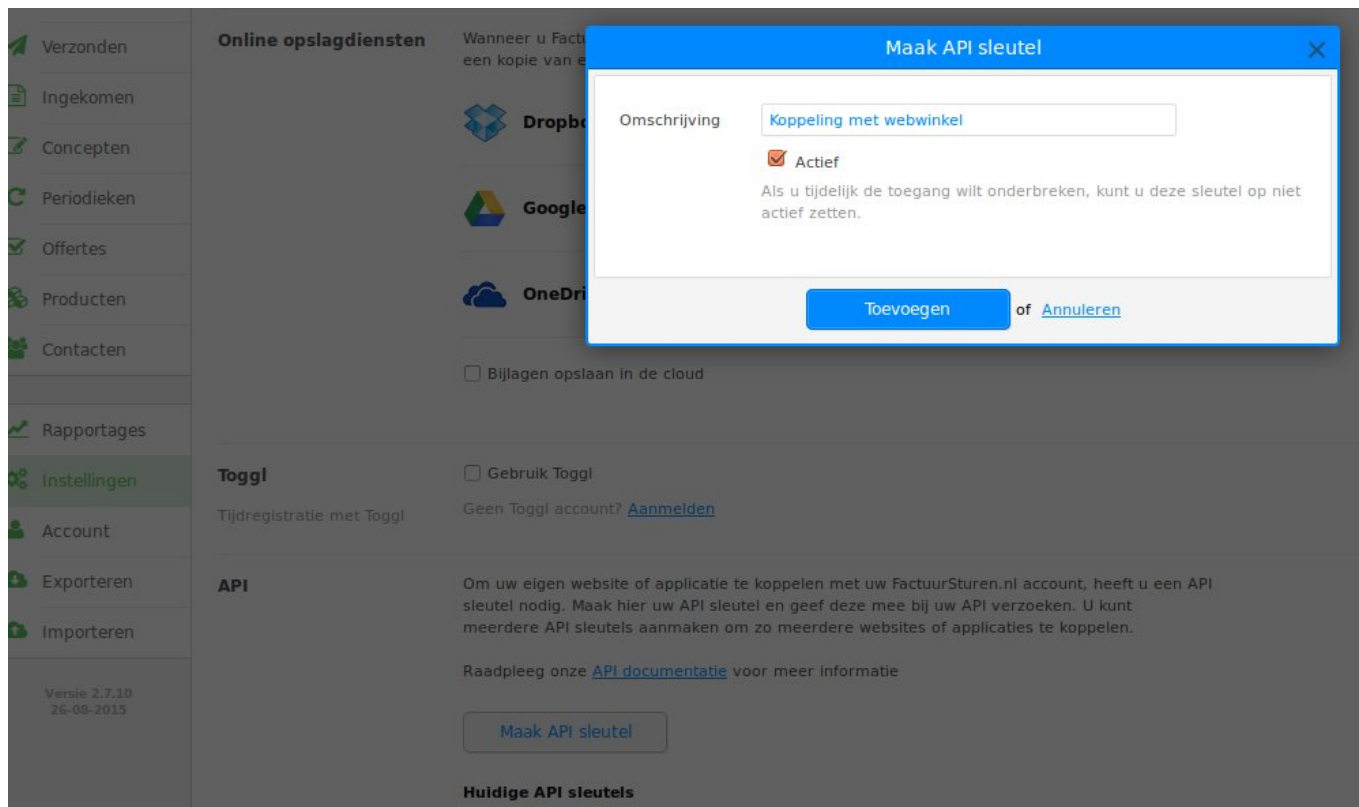 Verzonden
Ingekomen
Concepten
Periodieken
Offertes
Producten
Contacten
Rapportages
Instellingen
Account
Exporteren
Importeren
Versie 2.7.10
26-08-2015
Online opslagdiensten
Wanneer u
een kopie van
Google
Bijlagen opslaan in de cloud
Toggl
Tijdregistratie met Toggl
Gebruik Toggl
Geen Toggl account? Aanmelden
API
Om uw eigen website of applicatie te koppelen met uw FactuurSturen.nl account, heeft u een API
sleutel nodig. Maak hier uw API sleutel en geef deze mee bij uw API verzoeken. U kunt
meerdere API sleutels aanmaken om zo meerdere websites of applicaties te koppelen.
Raadpleeg onze API documentatie voor meer informatie
Maak API sleutel
Huidige API sleutels
Maak API sleutel
Omschrijving
Koppeling met webwinkel
Actief
Als u tijdelijk de toegang wilt onderbreken, kunt u deze sleutel op niet
actief zetten.
Toevoegen of Annuleren